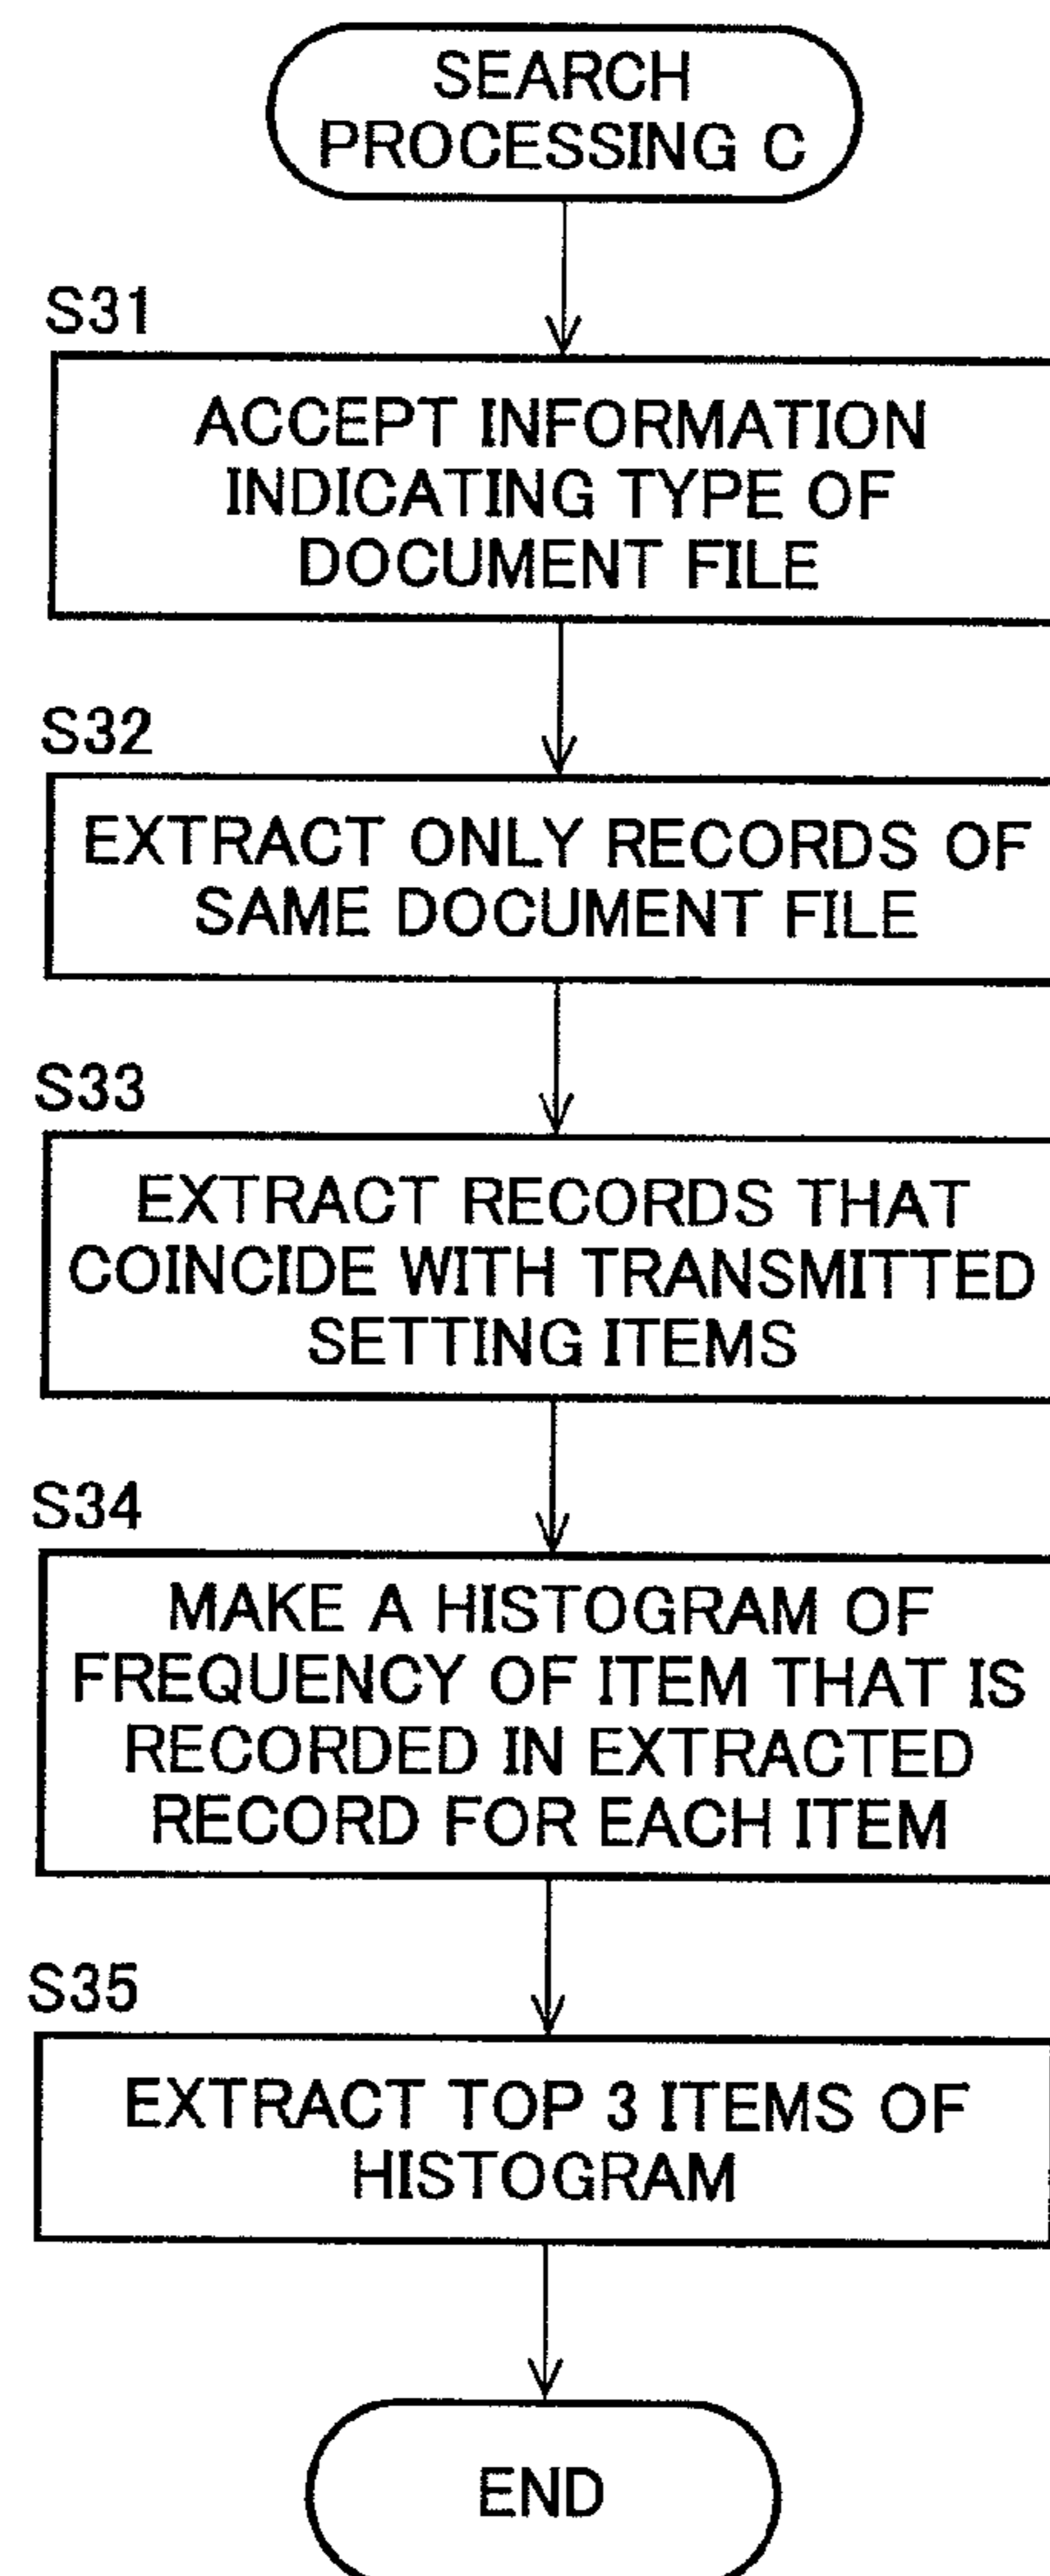 SEARCH
PROCESSING C
S31
ACCEPT INFORMATION
INDICATING TYPE OF
DOCUMENT FILE
S32
EXTRACT ONLY RECORDS OF
SAME DOCUMENT FILE
S33
EXTRACT RECORDS THAT
COINCIDE WITH TRANSMITTED
SETTING ITEMS
S34
MAKE A HISTOGRAM OF
FREQUENCY OF ITEM THAT IS
RECORDED IN EXTRACTED
RECORD FOR EACH ITEM
S35
EXTRACT TOP 3 ITEMS OF
HISTOGRAM
END